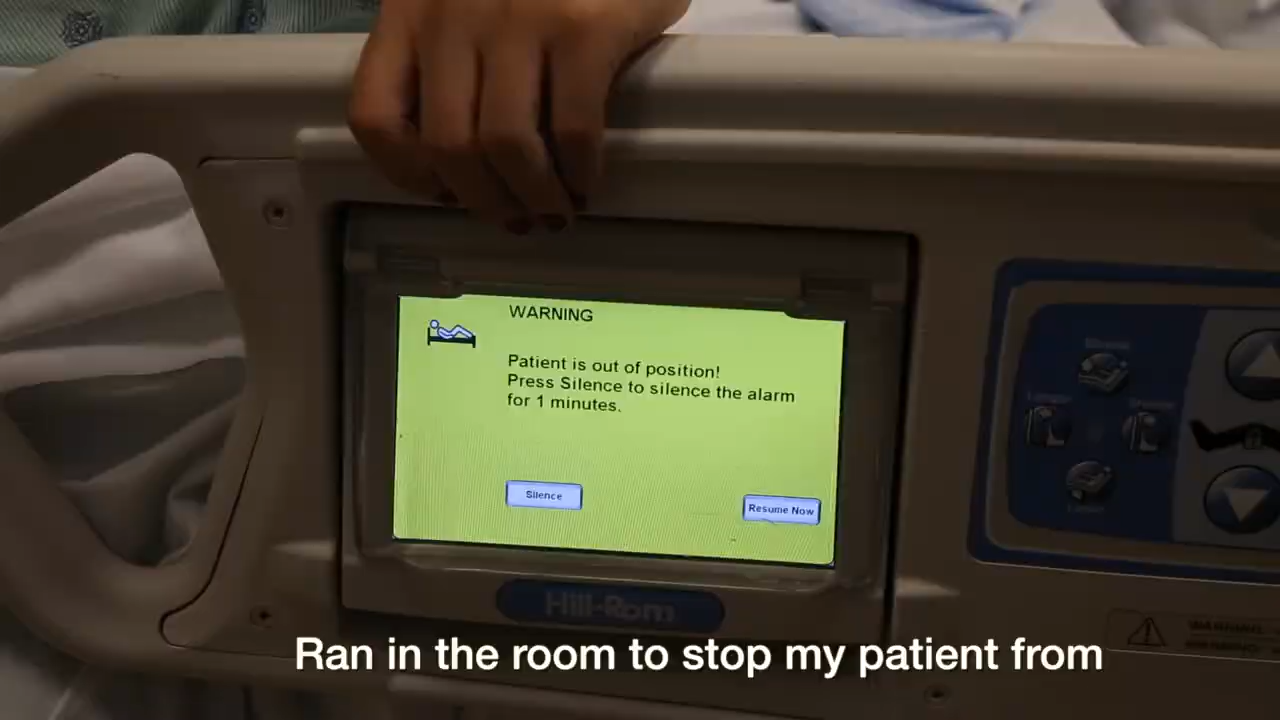 WARNING
Patient is out of position!
Press Silence to silence the alarm
for 1 minutes.
Silence
Resume Now
Hill-Rom
WARNING
Ran in the room to stop my patient from